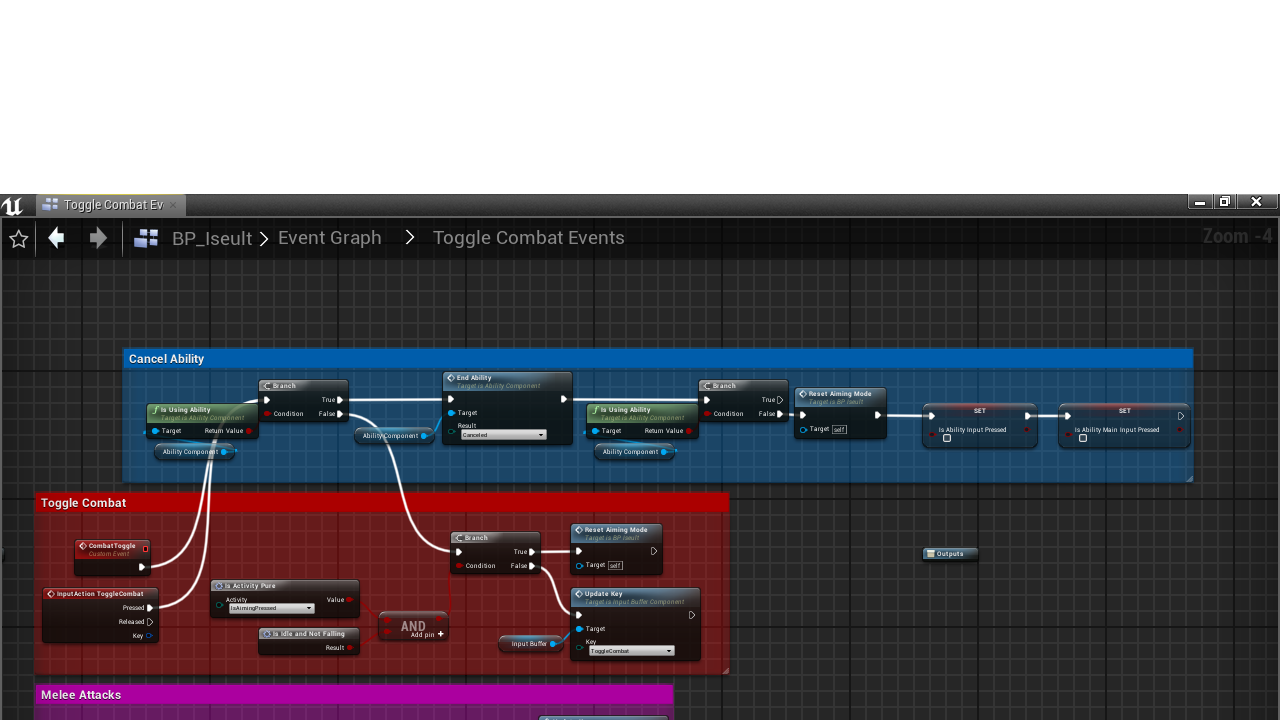 Toggle Combat Ev
BP_Iseult > Event Graph > Toggle Combat Events
Zoom -4
Cancel Ability
Is Using Ability
Target is Ability Component
Target
Return Value
Ability Component
Branch
True
Condition
False
End Ability
Target is Ability Component
Target
Result
Canceled
Ability Component
Is Using Ability
Target is Ability Component
Target
Return Value
Ability Component
Branch
True
Condition
False
Reset Aiming Mode
Target is BP Iseult
Target
self
SET
Is Ability Input Pressed
SET
Is Ability Main Input Pressed
Toggle Combat
CombatToggle
Custom Event
InputAction ToggleCombat
Pressed
Released
Key
Is Activity Pure
Activity
Value
IsAimingPressed
Is Idle and Not Falling
Result
AND
Add pin +
Branch
True
Condition
False
Reset Aiming Mode
Target is BP Iseult
Target
self
Update Key
Target is Input Buffer Component
Target
Key
ToggleCombat
Input Buffer
Outputs
Melee Attacks